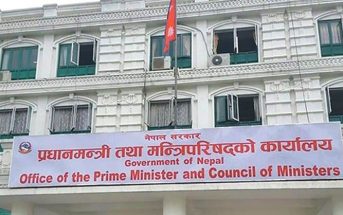 नेपाल सरकार
प्रधानमन्त्री तथा मन्त्रिपरिषद्को कार्यालय
Government of Nepal
Office of the Prime Minister and Council of Ministers